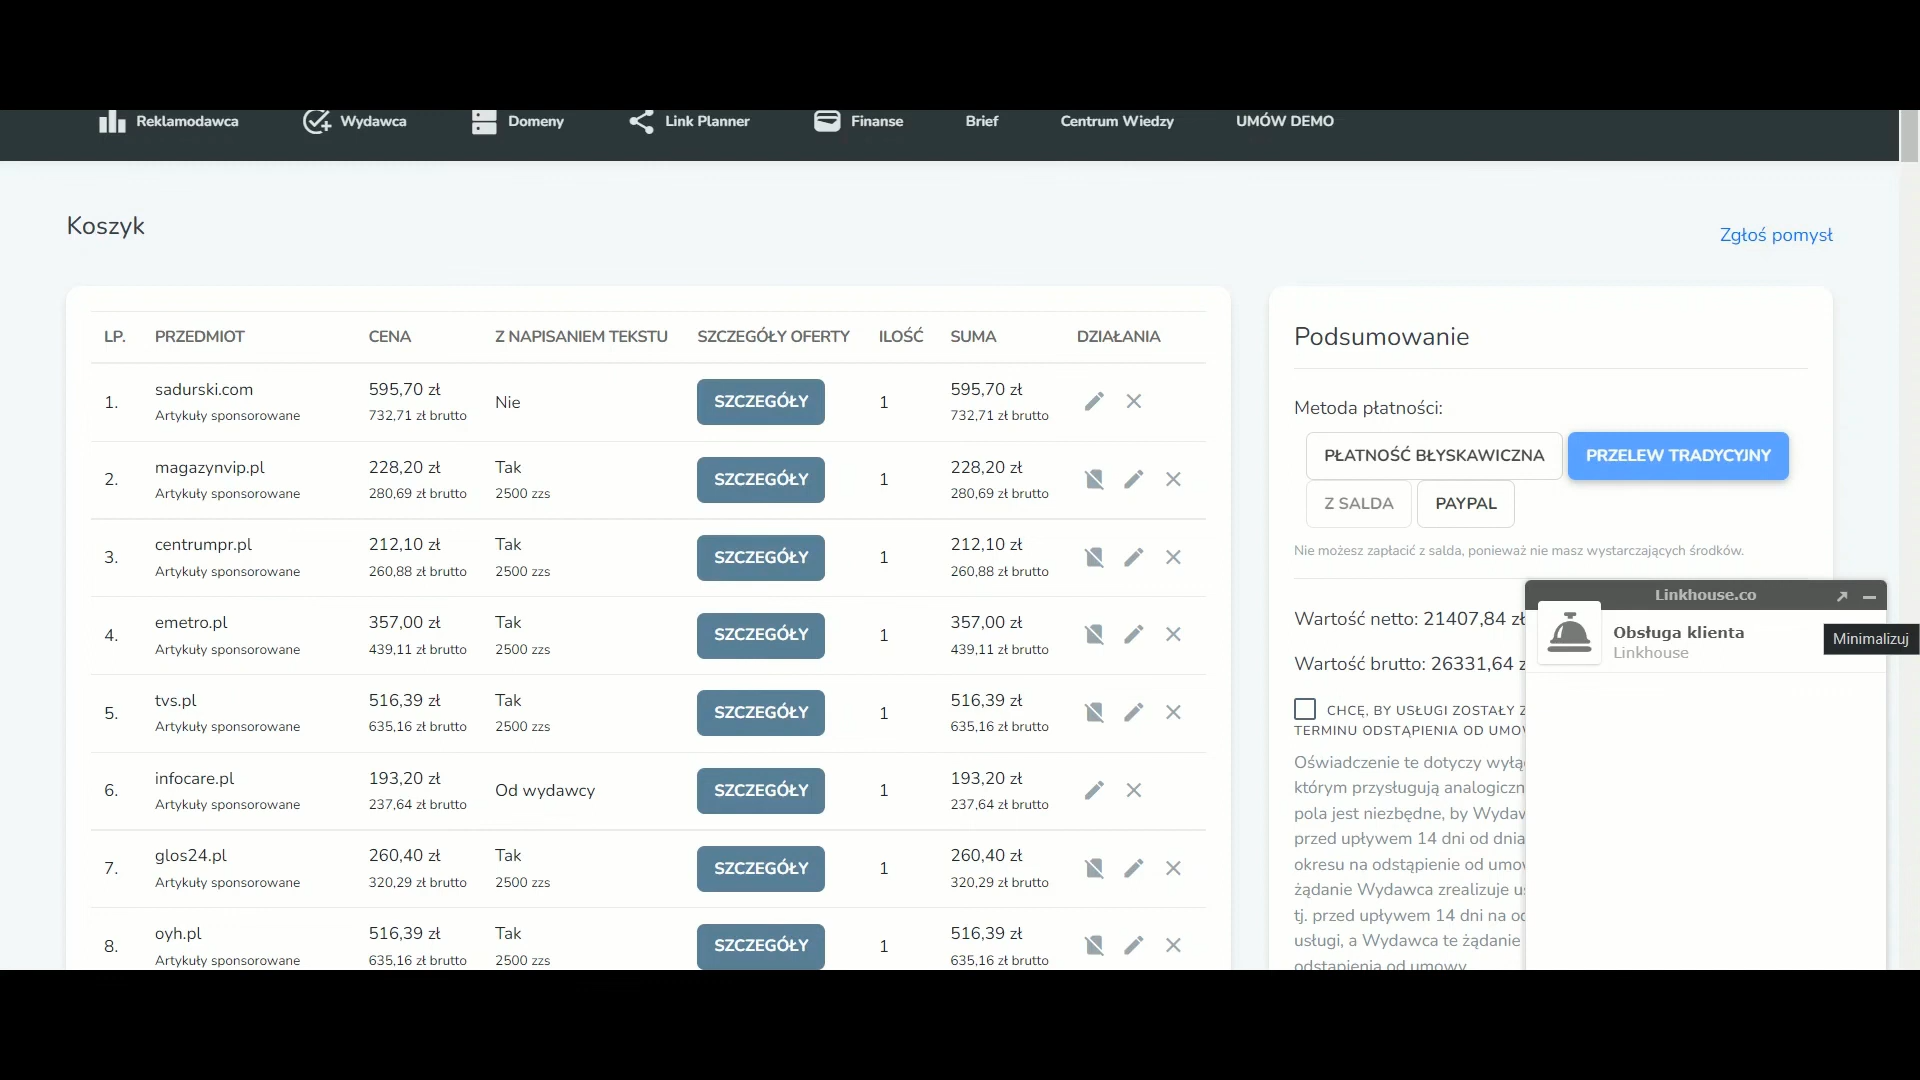 Reklamodawca Wydawca Domeny Link Planner Finanse Brief Centrum Wiedzy UMÓW DEMO
Koszyk
Zgłoś pomysł
LP. PRZEDMIOT CENA Z NAPISANIEM TEKSTU SZCZEGÓŁY OFERTY ILOŚĆ SUMA DZIAŁANIA
1. sadurski.com 595,70 zł Nie SZCZEGÓŁY 1 595,70 zł
Artykuły sponsorowane 732,71 zł brutto 732,71 zł brutto
2. magazynvip.pl 228,20 zł Tak SZCZEGÓŁY 1 228,20 zł
Artykuły sponsorowane 280,69 zł brutto 2500 zzs 280,69 zł brutto
3. centrumpr.pl 212,10 zł Tak SZCZEGÓŁY 1 212,10 zł
Artykuły sponsorowane 260,88 zł brutto 2500 zzs 260,88 zł brutto
4. emetro.pl 357,00 zł Tak SZCZEGÓŁY 1 357,00 zł
Artykuły sponsorowane 439,11 zł brutto 2500 zzs 439,11 zł brutto
5. tvs.pl 516,39 zł Tak SZCZEGÓŁY 1 516,39 zł
Artykuły sponsorowane 635,16 zł brutto 2500 zzs 635,16 zł brutto
6. infocare.pl 193,20 zł Od wydawcy SZCZEGÓŁY 1 193,20 zł
Artykuły sponsorowane 237,64 zł brutto 237,64 zł brutto
7. glos24.pl 260,40 zł Tak SZCZEGÓŁY 1 260,40 zł
Artykuły sponsorowane 320,29 zł brutto 2500 zzs 320,29 zł brutto
8. oyh.pl 516,39 zł Tak SZCZEGÓŁY 1 516,39 zł
Artykuły sponsorowane 635,16 zł brutto 2500 zzs 635,16 zł brutto
Podsumowanie
Metoda płatności:
PŁATNOŚĆ BŁYSKAWICZNA PRZELEW TRADYCYJNY
Z SALDA PAYPAL
Nie możesz zapłacić z salda, ponieważ nie masz wystarczających środków.
Wartość netto: 21407,84 zł
Wartość brutto: 26331,64 z
CHCĘ, BY USŁUGI ZOSTAŁY Z
TERMINU ODSTĄPIENIA OD UMOW
Oświadczenie te dotyczy wyłą
którym przysługują analogiczn
pola jest niezbędne, by Wydaw
przed upływem 14 dni od dnia
okresu na odstąpienie od umow
żądanie Wydawca zrealizuje u
tj. przed upływem 14 dni na od
usługi, a Wydawca te żądanie
odstąpienia od umowy.
Linkhouse.co
Obsługa klienta
Linkhouse
Minimalizuj